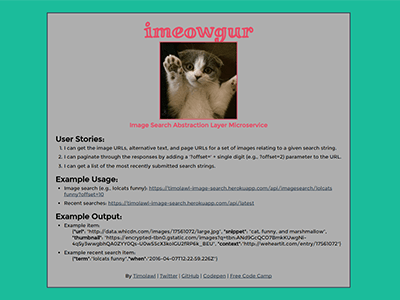 imeowgur
Image Search Abstraction Layer Microservice
User Stories:
1. I can get the image URLs, alternative text, and page URLs for a set of images relating to a given search string.
2. I can paginate through the responses by adding a '?offset=' + single digit (e.g., ?offset=2) parameter to the URL.
3. I can get a list of the most recently submitted search strings.
Example Usage:
• Image search (e.g., lolcats funny): https://timolawl-image-search.herokuapp.com/api/imagesearch/lolcats
funny?offset=10
• Recent searches: https://timolawl-image-search.herokuapp.com/api/latest
Example Output:
• Example item:
{"url": "http://data.whicdn.com/images/17561072/large.jpg", "snippet": "cat, funny, and marshmallow",
"thumbnail": "https://encrypted-tbn0.gstatic.com/images?q=tbn:
"context":"http://weheartit.com/entry/17561072"}
• Example recent search item:
{"term":"lolcats funny","when":"2016-04-07T12:22:59.226Z"}
By Timolawl | Twitter | GitHub | Codepen | Free Code Camp